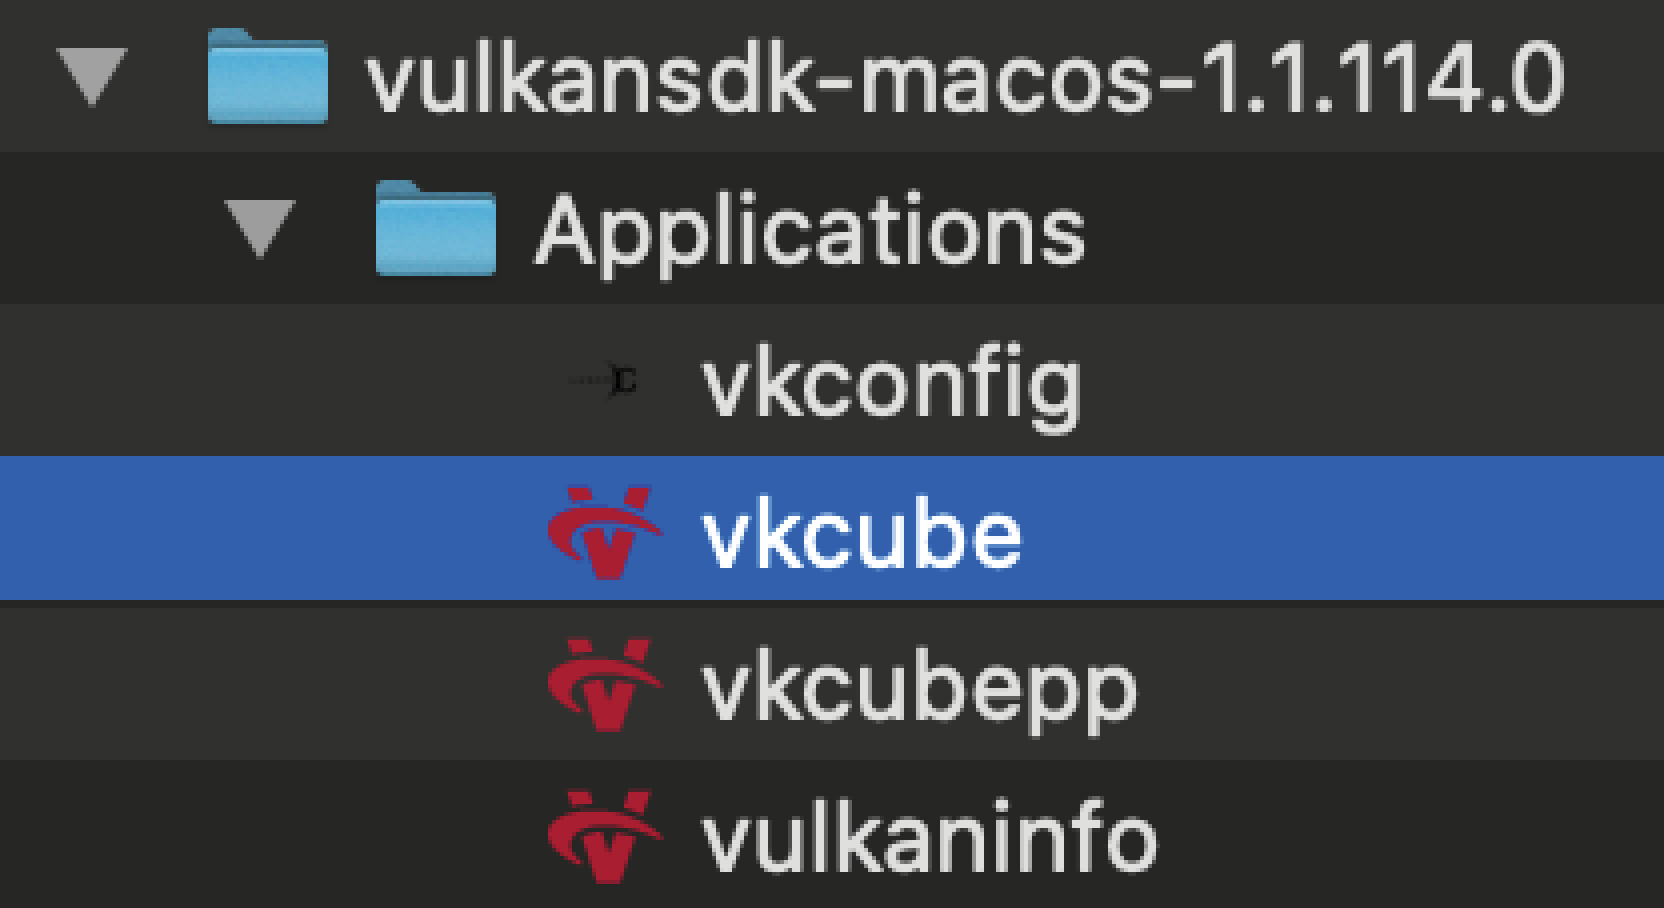 vulkansdk-macos-1.1.114.0
Applications
vkconfig
vkcube
vkcubepp
vulkaninfo